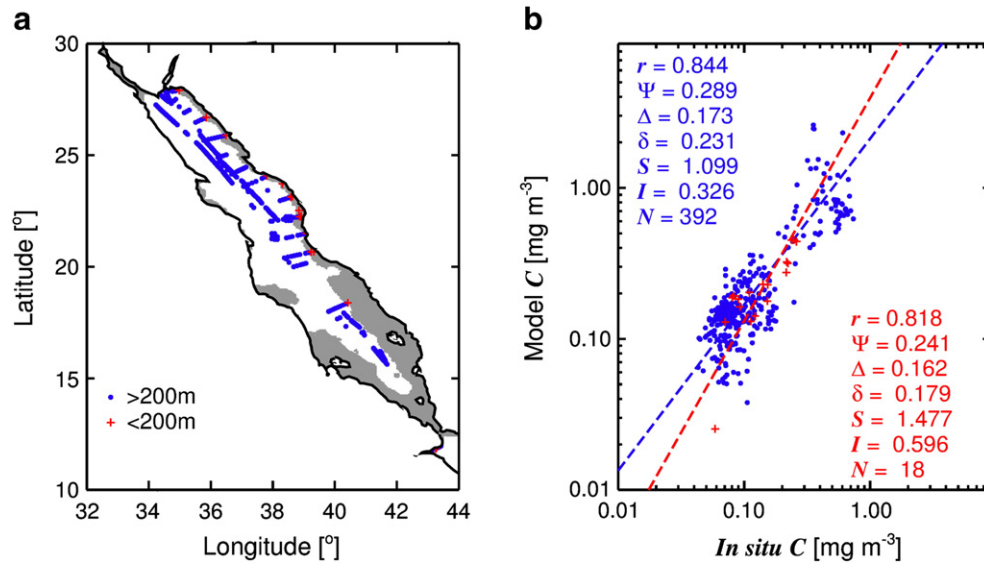 a
30
25
20
15
10
Latitude [º]
>200m
<200m
32 34 36 38 40 42 44
Longitude [º]
b
r = 0.844
Ψ = 0.289
Δ = 0.173
δ = 0.231
S = 1.099
I = 0.326
N = 392
1.00
0.10
0.01
Model C [mg m-3]
r = 0.818
Ψ = 0.241
Δ = 0.162
δ = 0.179
S = 1.477
I = 0.596
N = 18
0.01 0.10 1.00
In situ C [mg m-3]